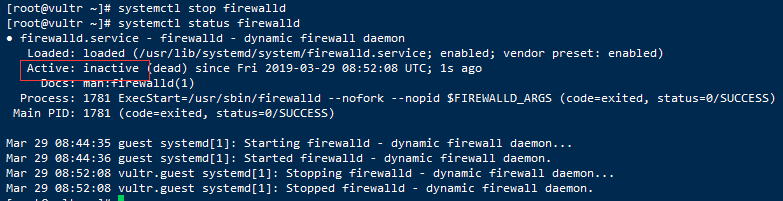 [root@vultr ~]# systemctl stop firewalld
[root@vultr ~]# systemctl status firewalld
● firewalld.service - firewalld - dynamic firewall daemon
Loaded: loaded (/usr/lib/systemd/system/firewalld.service; enabled; vendor preset: enabled)
Active: inactive (dead) since Fri 2019-03-29 08:52:08 UTC; 1s ago
Docs: man:firewalld(1)
Process: 1781 ExecStart=/usr/sbin/firewalld --nofork --nopid $FIREWALLD_ARGS (code=exited, status=0/SUCCESS)
Main PID: 1781 (code=exited, status=0/SUCCESS)

Mar 29 08:44:35 guest systemd[1]: Starting firewalld - dynamic firewall daemon...
Mar 29 08:44:36 guest systemd[1]: Started firewalld - dynamic firewall daemon.
Mar 29 08:52:08 vultr.guest systemd[1]: Stopping firewalld - dynamic firewall daemon...
Mar 29 08:52:08 vultr.guest systemd[1]: Stopped firewalld - dynamic firewall daemon.
[root@vultr ~]#